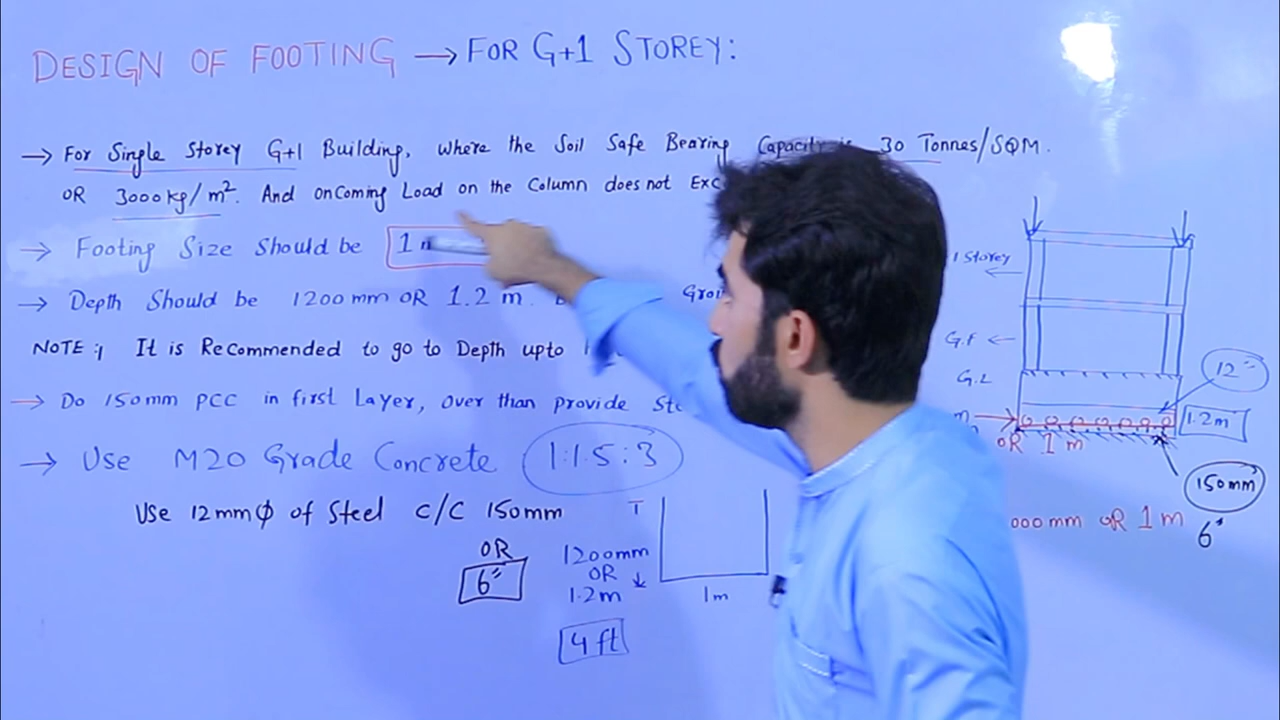 DESIGN OF FOOTING → FOR G+1 STOREY:
→ For Single Storey G+1 Building, Where the Soil Safe Bearing Capacity is 30 Tonnes/SQM.
OR 3000kg/m². And onComing Load on the Column does not Exc
→ Footing Size Should be 1
→ Depth Should be 1200mm OR 1.2 m.
NOTE:, It is Recommended to go to Depth upto
→ Do 150mm PCC in first Layer, over than provide
→ Use M20 Grade Concrete 1:1.5:3
Use 12mmφ of Steel C/C 150mm
OR
6"
T
1200mm
OR ↓
1.2m
1m
4 ft
1 Storey ←
G.f ←
G.L
12"
1.2m
OR 1 m
150mm
000mm OR 1m
6"